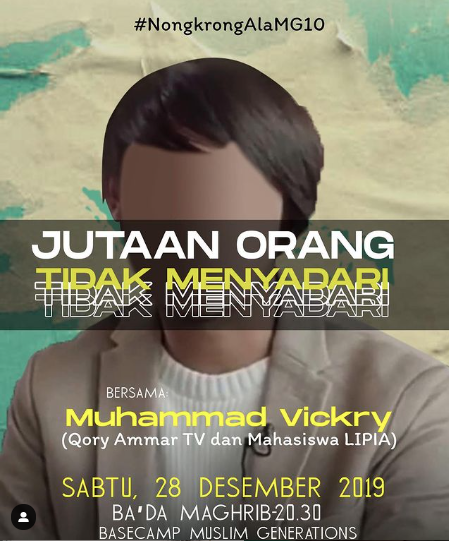 #NongkrongAlaMG10
JUTAAN ORANG
TIDAK MENYADARI
TIDAK MENYADARI
BERSAMA:
Muhammad Vickry
(Qory Ammar TV dan Mahasiswa LIPIA)
SABTU, 28 DESEMBER 2019
BA'DA MAGHRIB-20.30
BASECAMP MUSLIM GENERATIONS